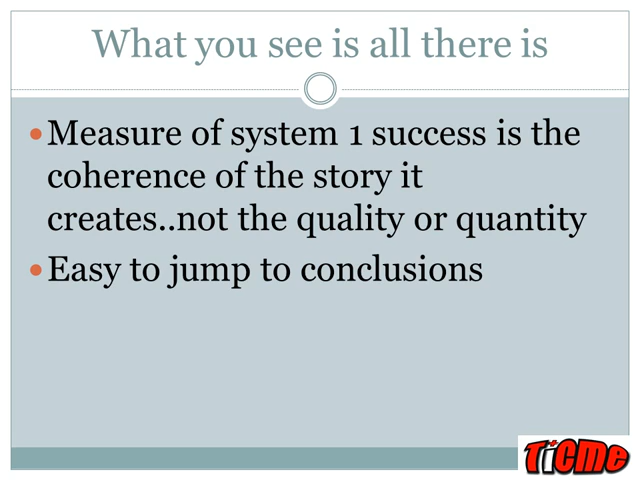 What you see is all there is
Measure of system 1 success is the
coherence of the story it
creates..not the quality or quantity
Easy to jump to conclusions
TiCMe